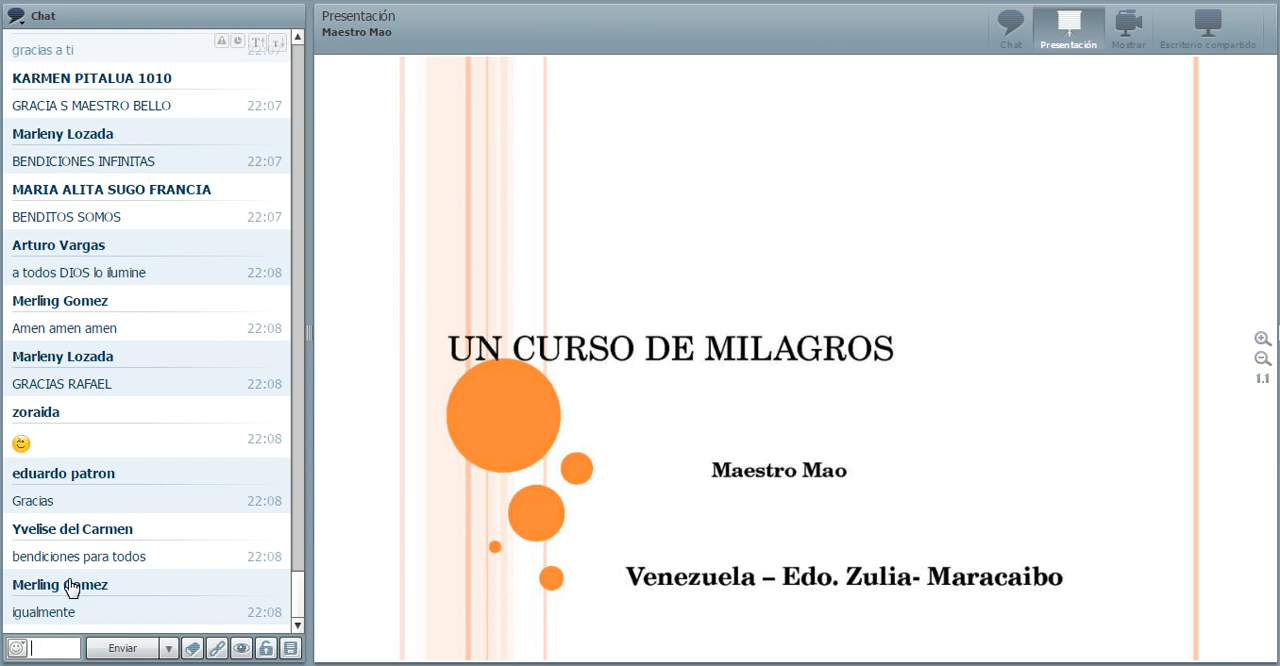 Chat
gracias a ti 22:07
KARMEN PITALUA 1010
GRACIA S MAESTRO BELLO 22:07
Marleny Lozada
BENDICIONES INFINITAS 22:07
MARIA ALITA SUGO FRANCIA
BENDITOS SOMOS 22:07
Arturo Vargas
a todos DIOS lo ilumine 22:08
Merling Gomez
Amen amen amen 22:08
Marleny Lozada
GRACIAS RAFAEL 22:08
zoraida
22:08
eduardo patron
Gracias 22:08
Yvelise del Carmen
bendiciones para todos 22:08
Merling Gomez
igualmente 22:08
Enviar
Presentación
Maestro Mao
Chat
Presentación
Mostrar
Escritorio compartido
UN CURSO DE MILAGROS
Maestro Mao
Venezuela – Edo. Zulia- Maracaibo
1.1